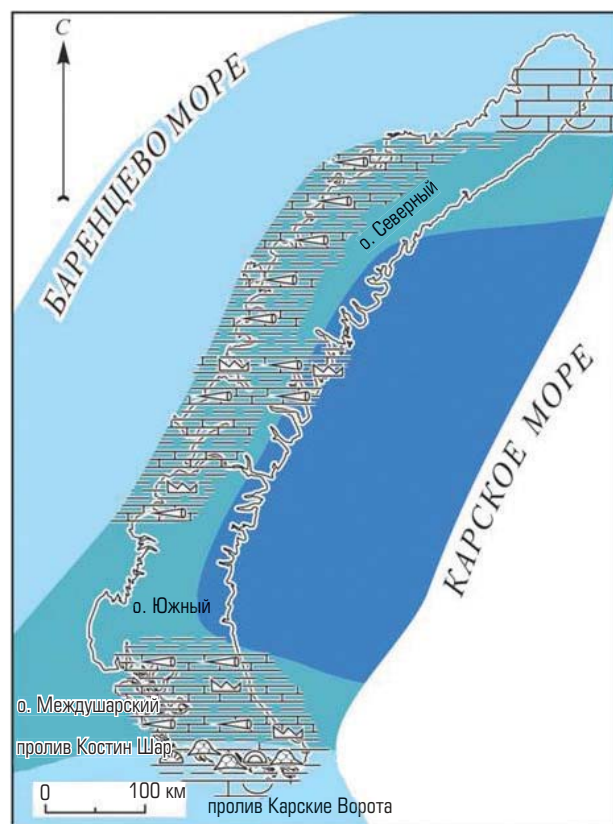 С
БАРЕНЦЕВО МОРЕ
о. Северный
КАРСКОЕ МОРЕ
о. Южный
о. Междушарский
пролив Костин Шар
0 100 км
пролив Карские Ворота